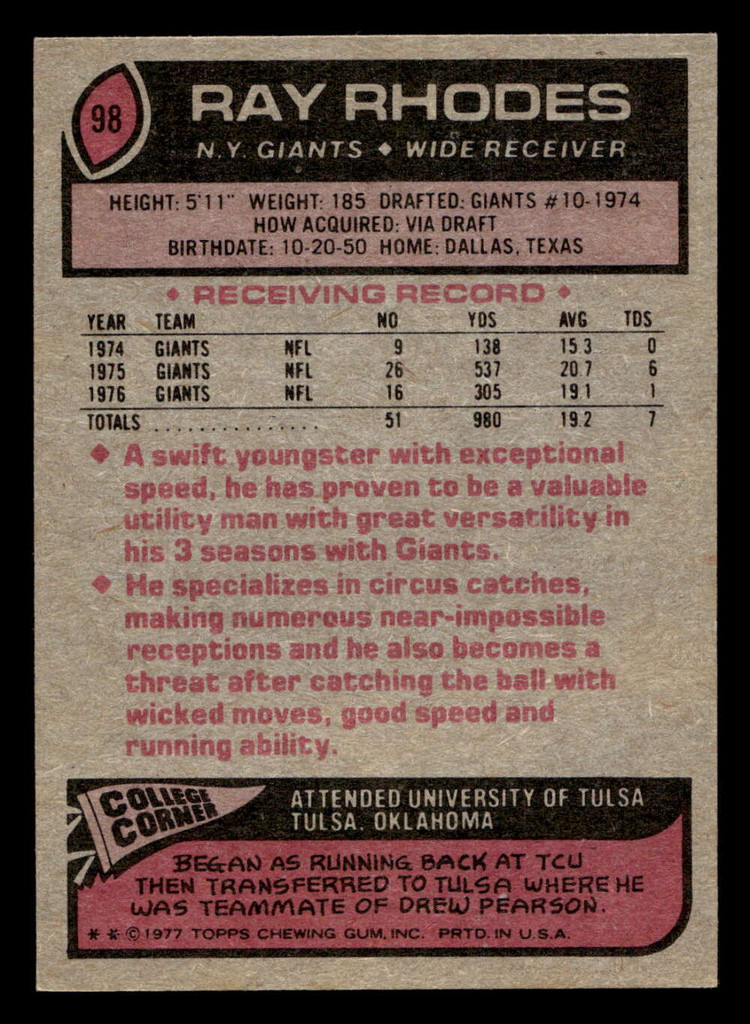 98
RAY RHODES
N.Y. GIANTS ◆ WIDE RECEIVER
HEIGHT: 5'11" WEIGHT: 185 DRAFTED: GIANTS #10-1974
HOW ACQUIRED: VIA DRAFT
BIRTHDATE: 10-20-50 HOME: DALLAS, TEXAS
◆ RECEIVING RECORD ◆
YEAR TEAM NO YDS AVG TDS
1974 GIANTS NFL 9 138 15.3 0
1975 GIANTS NFL 26 537 20.7 6
1976 GIANTS NFL 16 305 19.1 1
TOTALS ................ 51 980 19.2 7
◆ A swift youngster with exceptional
speed, he has proven to be a valuable
utility man with great versatility in
his 3 seasons with Giants.
◆ He specializes in circus catches,
making numerous near-impossible
receptions and he also becomes a
threat after catching the ball with
wicked moves, good speed and
running ability.
COLLEGE
CORNER
ATTENDED UNIVERSITY OF TULSA
TULSA, OKLAHOMA
BEGAN AS RUNNING BACK AT TCU
THEN TRANSFERRED TO TULSA WHERE HE
WAS TEAMMATE OF DREW PEARSON.
* * © 1977 TOPPS CHEWING GUM, INC. PRTD. IN U.S.A.